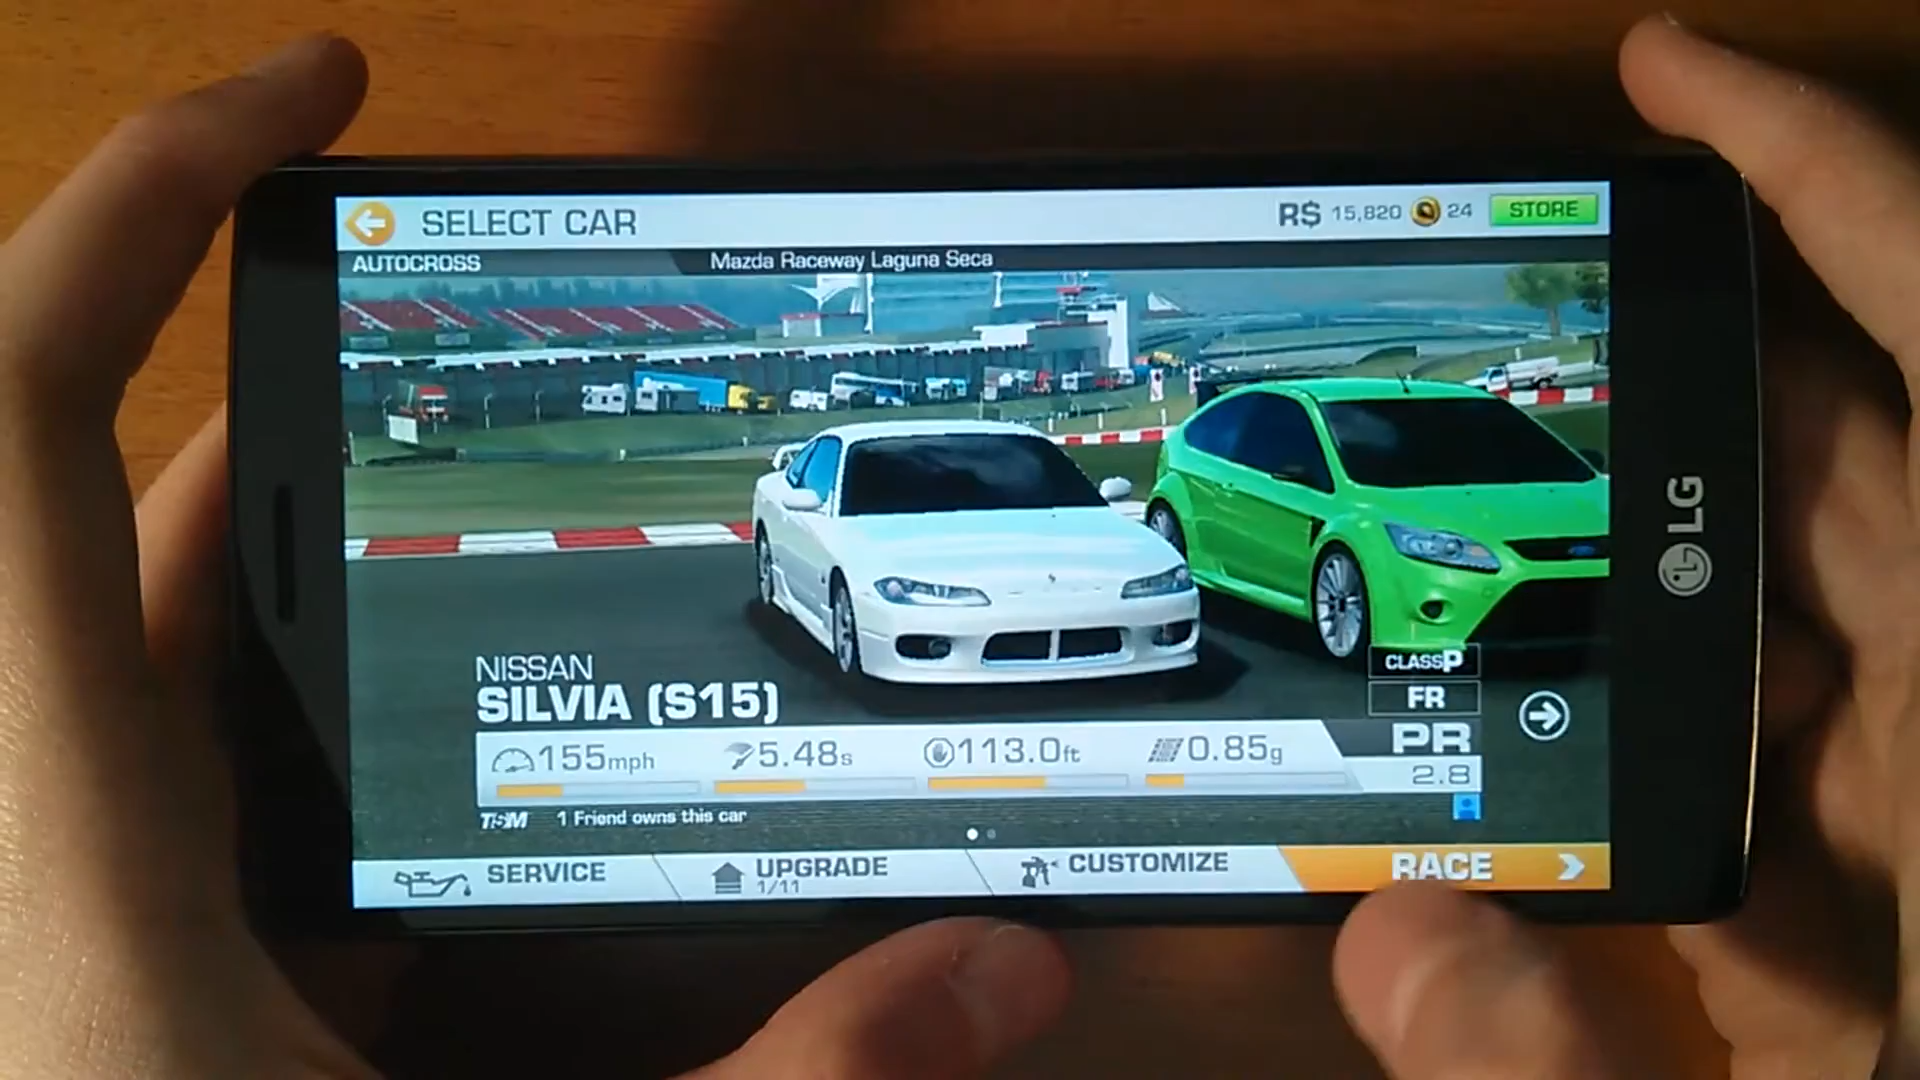 SELECT CAR
R$ 15,820 24 STORE
AUTOCROSS Mazda Raceway Laguna Seca
LG
NISSAN
SILVIA (S15)
CLASS P
FR
PR
2.8
155mph 5.48s 113.0ft 0.85g
TSM 1 Friend owns this car
SERVICE UPGRADE CUSTOMIZE RACE
1/11